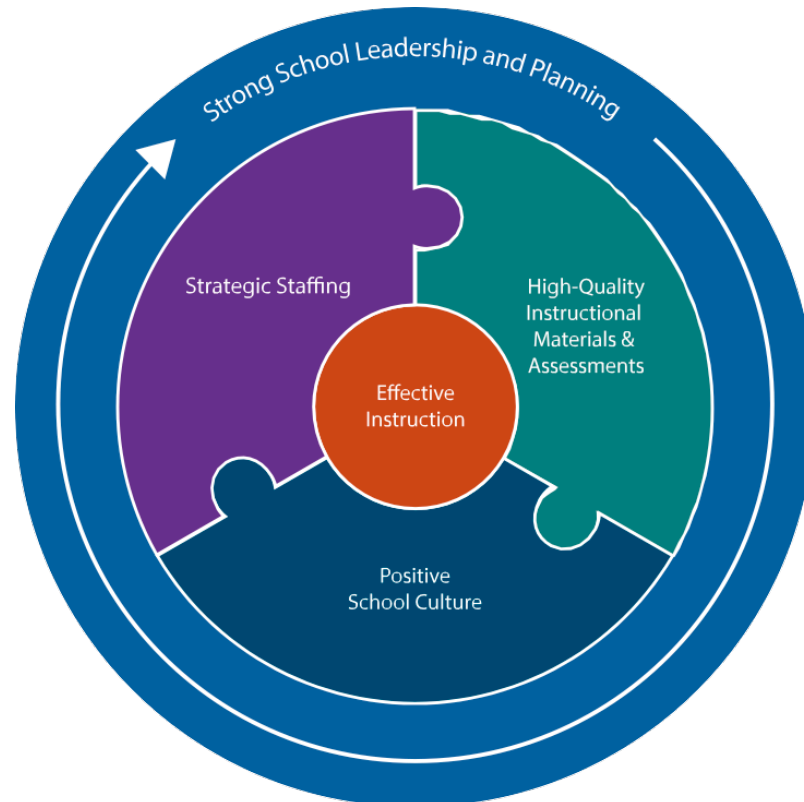 Strong School Leadership and Planning
Strategic Staffing
High-Quality
Instructional
Materials &
Assessments
Effective
Instruction
Positive
School Culture